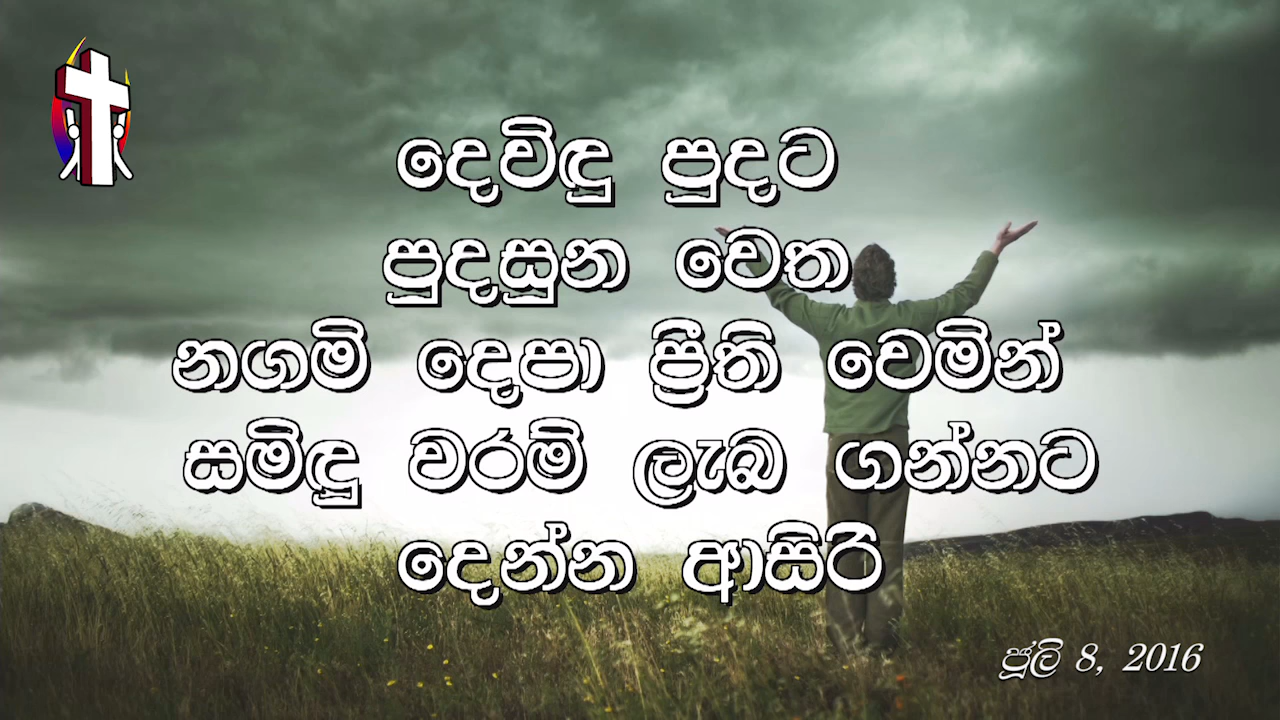 දෙවිඳු පුදට
පුදසුන වෙත
නගමි දෙපා ප්‍රීති වෙමින්
සමිඳු වරම් ලැබ ගන්නට
දෙන්න ආසිරි
ජූලි 8, 2016